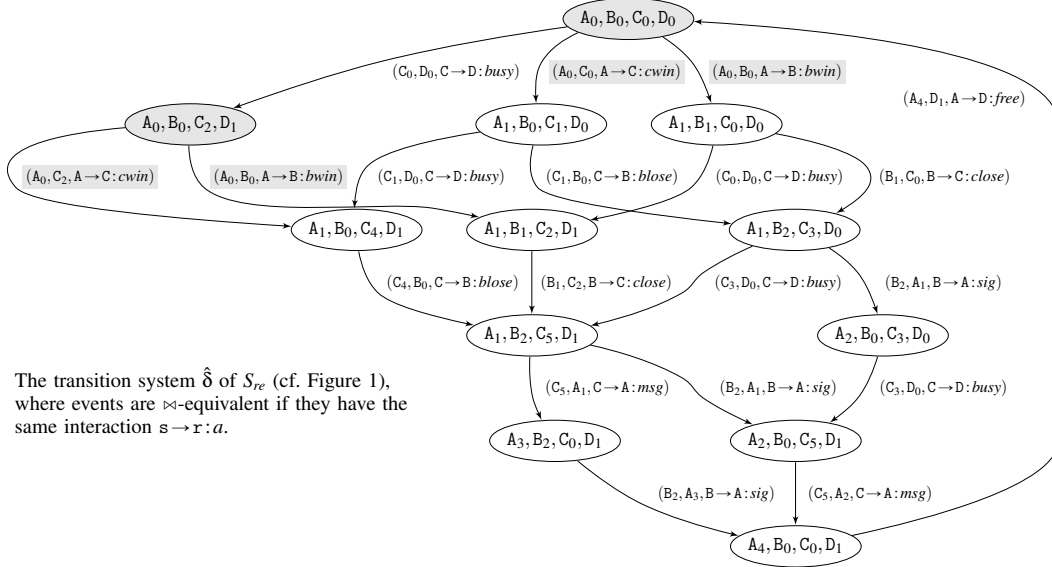 A₀, B₀, C₀, D₀
(C₀, D₀, C→D: busy)
(A₀, C₀, A→C: cwin)
(A₀, B₀, A→B: bwin)
(A₄, D₁, A→D: free)
A₀, B₀, C₂, D₁
A₁, B₀, C₁, D₀
A₁, B₁, C₀, D₀
(A₀, C₂, A→C: cwin)
(A₀, B₀, A→B: bwin)
(C₁, D₀, C→D: busy)
(C₁, B₀, C→B: blose)
(C₀, D₀, C→D: busy)
(B₁, C₀, B→C: close)
A₁, B₀, C₄, D₁
A₁, B₁, C₂, D₁
A₁, B₂, C₃, D₀
(C₄, B₀, C→B: blose)
(B₁, C₂, B→C: close)
(C₃, D₀, C→D: busy)
(B₂, A₁, B→A: sig)
A₁, B₂, C₅, D₁
A₂, B₀, C₃, D₀
The transition system δ̂ of Sᵣₑ (cf. Figure 1),
where events are ⋈-equivalent if they have the
same interaction s→r: a.
(C₅, A₁, C→A: msg)
(B₂, A₁, B→A: sig)
(C₃, D₀, C→D: busy)
A₃, B₂, C₀, D₁
A₂, B₀, C₅, D₁
(B₂, A₃, B→A: sig)
(C₅, A₂, C→A: msg)
A₄, B₀, C₀, D₁